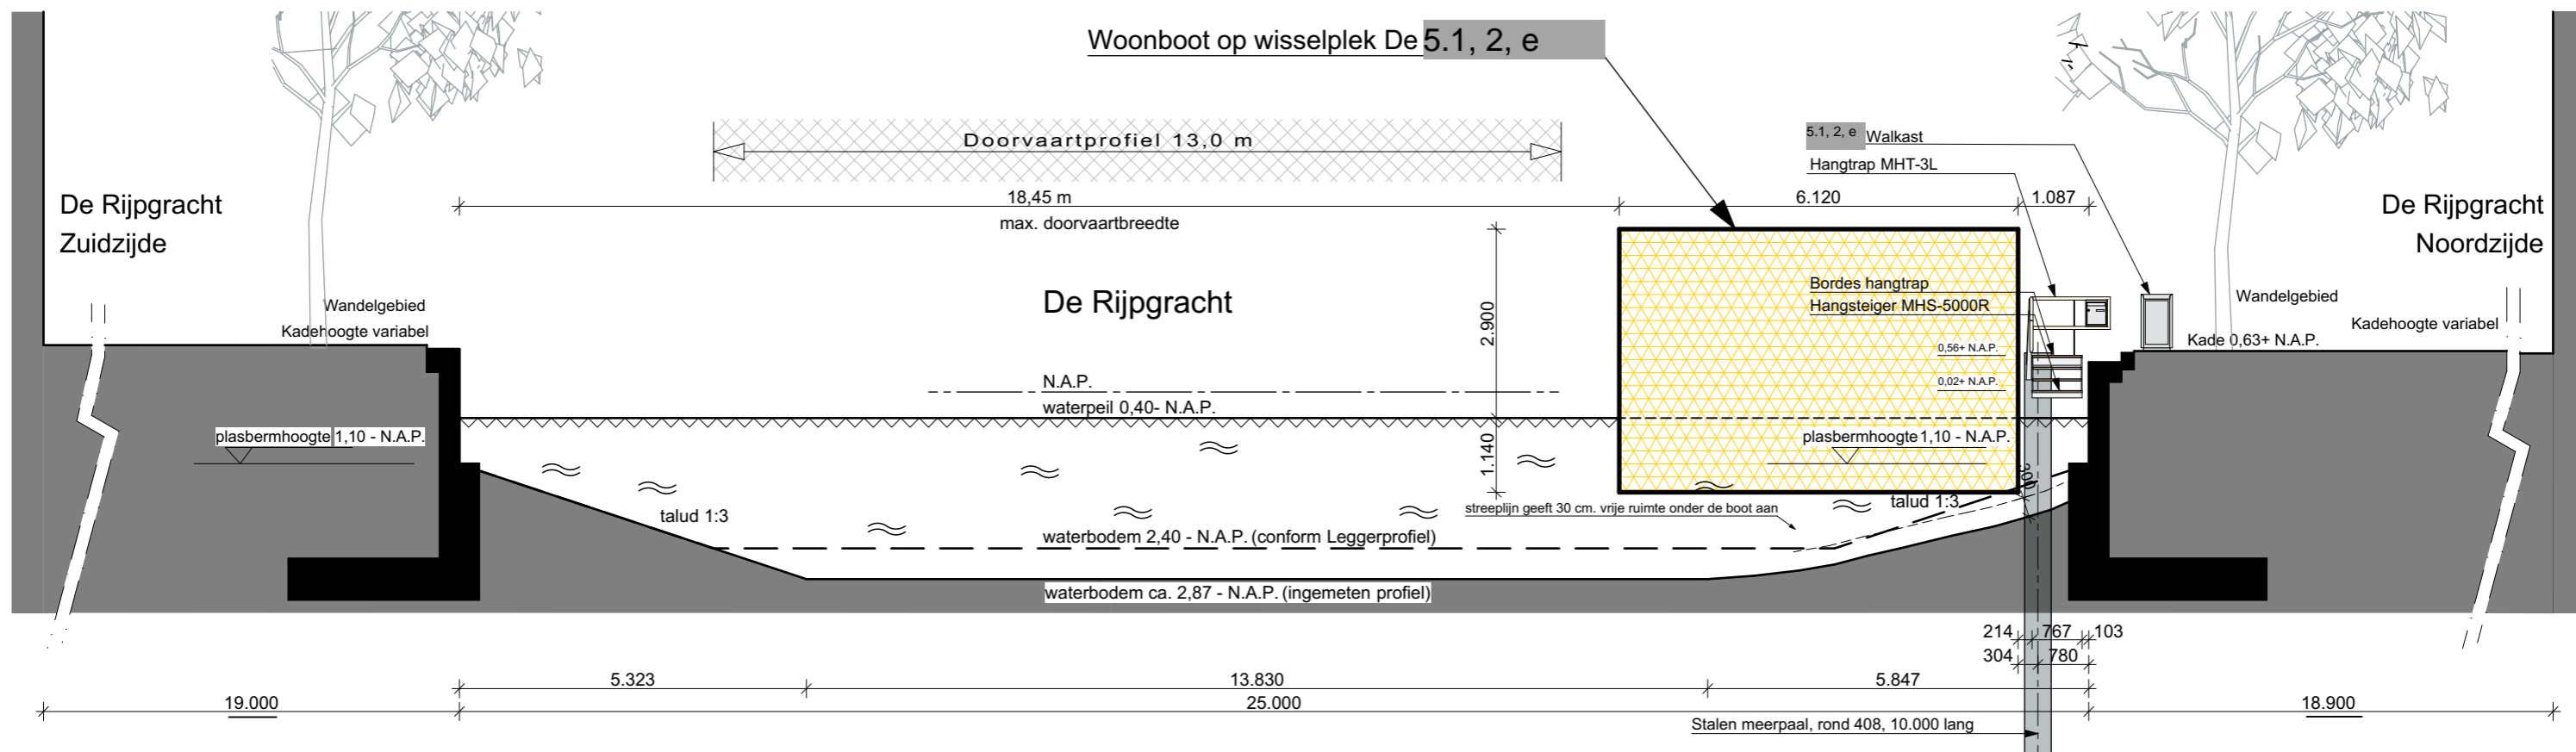 Woonboot op wisselplek De 5.1, 2, e
Doorvaartprofiel 13,0 m
5.1, 2, e Walkast
Hangtrap MHT-3L
De Rijpgracht
Zuidzijde
18,45 m
max. doorvaartbreedte
6.120
1.087
De Rijpgracht
Noordzijde
Wandelgebied
Kadehoogte variabel
De Rijpgracht
2.900
Bordes hangtrap
Hangsteiger MHS-5000R
0,56+ N.A.P.
0,02+ N.A.P.
Wandelgebied
Kadehoogte variabel
Kade 0,63+ N.A.P.
N.A.P.
waterpeil 0,40- N.A.P.
plasbermhoogte 1,10 - N.A.P.
1.140
plasbermhoogte 1,10 - N.A.P.
300
talud 1:3
talud 1:3
streeplijn geeft 30 cm. vrije ruimte onder de boot aan
waterbodem 2,40 - N.A.P. (conform Leggerprofiel)
waterbodem ca. 2,87 - N.A.P. (ingemeten profiel)
214 767 103
304 780
5.323 13.830 5.847
19.000 25.000 18.900
Stalen meerpaal, rond 408, 10.000 lang